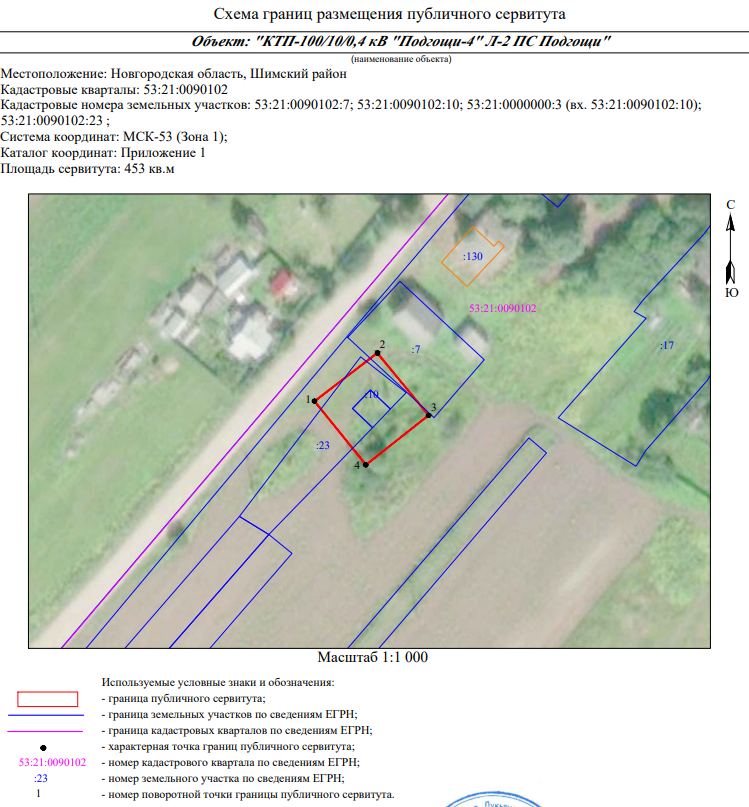 Схема границ размещения публичного сервитута
Объект: "КТП-100/10/0,4 кВ "Подгощи-4" Л-2 ПС Подгощи"
(наименование объекта)
Местоположение: Новгородская область, Шимский район
Кадастровые кварталы: 53:21:0090102
Кадастровые номера земельных участков: 53:21:0090102:7; 53:21:0090102:10; 53:21:0000000:3 (вх. 53:21:0090102:10);
53:21:0090102:23 ;
Система координат: МСК-53 (Зона 1);
Каталог координат: Приложение 1
Площадь сервитута: 453 кв.м
С
Ю
:130
53:21:0090102
:17
2
:7
1
:10
3
:23
4
Масштаб 1:1 000
Используемые условные знаки и обозначения:
- граница публичного сервитута;
- граница земельных участков по сведениям ЕГРН;
- граница кадастровых кварталов по сведениям ЕГРН;
- характерная точка границ публичного сервитута;
53:21:0090102 - номер кадастрового квартала по сведениям ЕГРН;
:23 - номер земельного участка по сведениям ЕГРН;
1 - номер поворотной точки границы публичного сервитута.